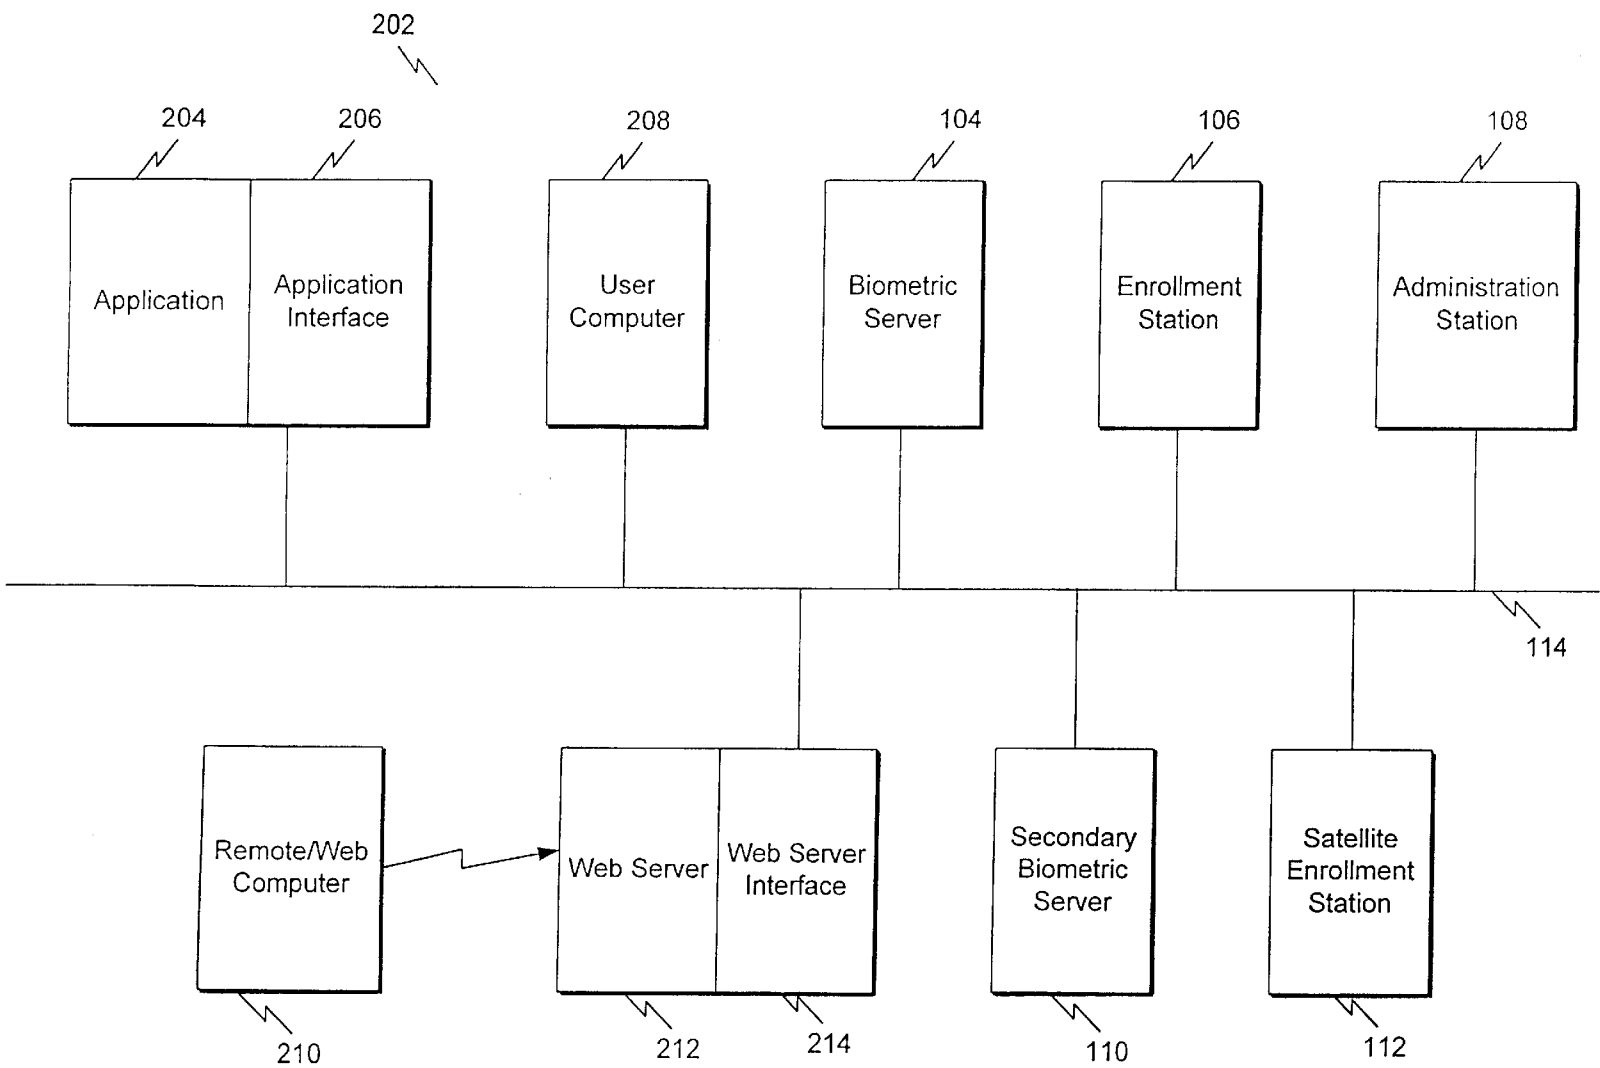 202
204
206
208
104
106
108
Application
Application
Interface
User
Computer
Biometric
Server
Enrollment
Station
Administration
Station
114
Remote/Web
Computer
Web Server
Web Server
Interface
Secondary
Biometric
Server
Satellite
Enrollment
Station
210
212
214
110
112